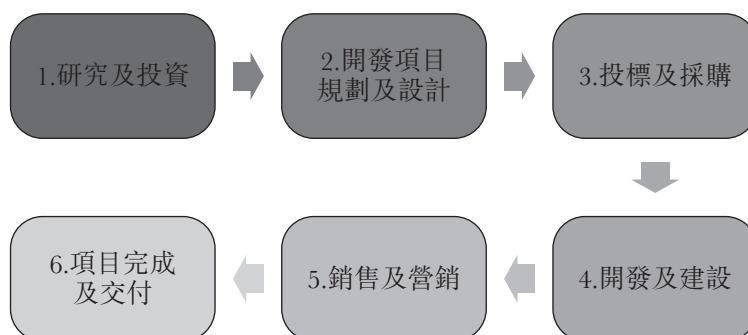 1.研究及投資
2.開發項目
規劃及設計
3.投標及採購
4.開發及建設
5.銷售及營銷
6.項目完成
及交付